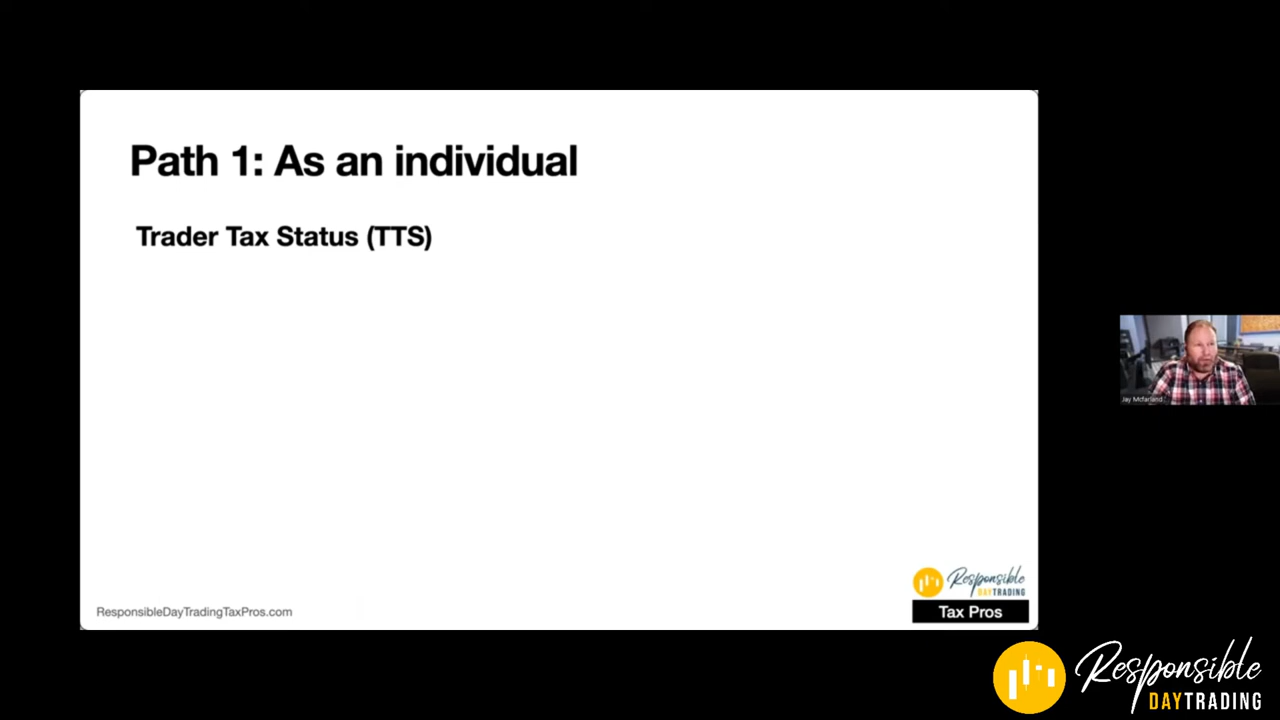 Path 1: As an individual
Trader Tax Status (TTS)
Jay Mcfarland
ResponsibleDayTradingTaxPros.com
Responsible
DAYTRADING
Tax Pros
Responsible
DAYTRADING